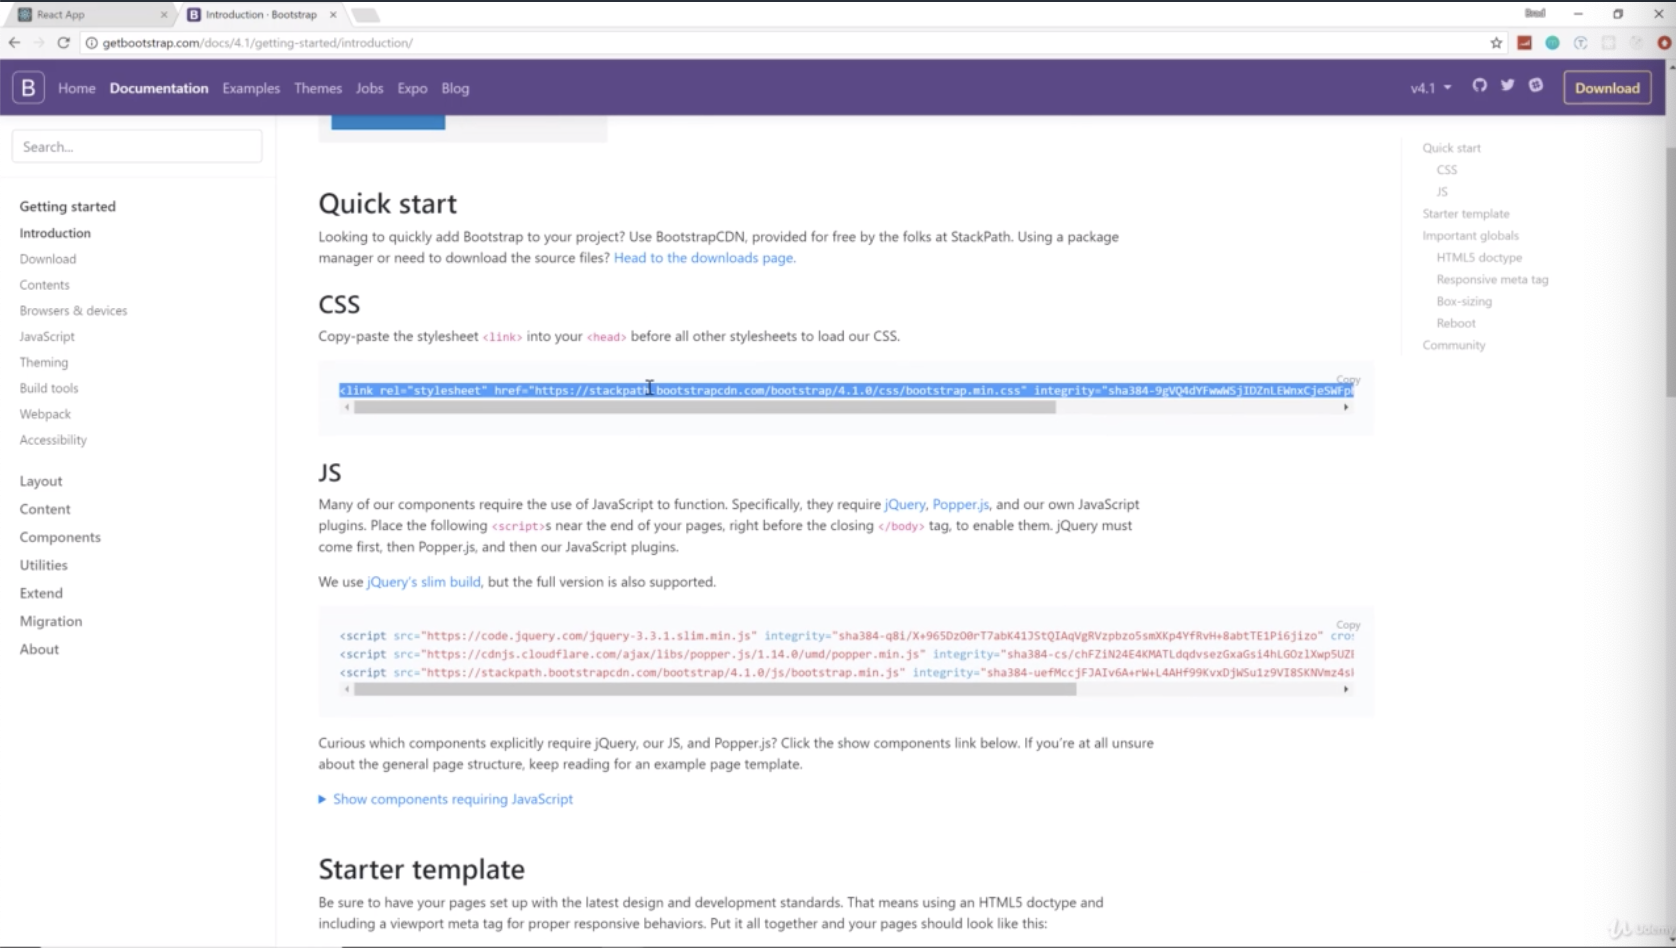 React App
Introduction · Bootstrap
getbootstrap.com/docs/4.1/getting-started/introduction/
B Home Documentation Examples Themes Jobs Expo Blog v4.1 Download
Search...
Getting started
Introduction
Download
Contents
Browsers & devices
JavaScript
Theming
Build tools
Webpack
Accessibility
Layout
Content
Components
Utilities
Extend
Migration
About
Quick start
Looking to quickly add Bootstrap to your project? Use BootstrapCDN, provided for free by the folks at StackPath. Using a package
manager or need to download the source files? Head to the downloads page.
CSS
Copy-paste the stylesheet <link> into your <head> before all other stylesheets to load our CSS.
Copy
<link rel="stylesheet" href="https://stackpath.bootstrapcdn.com/bootstrap/4.1.0/css/bootstrap.min.css" integrity="sha384-9gVQ4dYFwwWSjIDZnLEWnxCjeSWFp
JS
Many of our components require the use of JavaScript to function. Specifically, they require jQuery, Popper.js, and our own JavaScript
plugins. Place the following <script>s near the end of your pages, right before the closing </body> tag, to enable them. jQuery must
come first, then Popper.js, and then our JavaScript plugins.
We use jQuery's slim build, but the full version is also supported.
Copy
<script src="https://code.jquery.com/jquery-3.3.1.slim.min.js" integrity="sha384-q8i/X+965DzO0rT7abK41JStQIAqVgRVzpbzo5smXKp4YfRvH+8abtTE1Pi6jizo" cros
<script src="https://cdnjs.cloudflare.com/ajax/libs/popper.js/1.14.0/umd/popper.min.js" integrity="sha384-cs/chFZiN24E4KMATLdqdvsezGxaGsi4hLGOzlXwp5UZ
<script src="https://stackpath.bootstrapcdn.com/bootstrap/4.1.0/js/bootstrap.min.js" integrity="sha384-uefMccjFJAIv6A+rW+L4AHf99KvxDjWSu1z9VI8SKNVmz4s
Curious which components explicitly require jQuery, our JS, and Popper.js? Click the show components link below. If you're at all unsure
about the general page structure, keep reading for an example page template.
Show components requiring JavaScript
Starter template
Be sure to have your pages set up with the latest design and development standards. That means using an HTML5 doctype and
including a viewport meta tag for proper responsive behaviors. Put it all together and your pages should look like this:
Quick start
CSS
JS
Starter template
Important globals
HTML5 doctype
Responsive meta tag
Box-sizing
Reboot
Community
Udemy